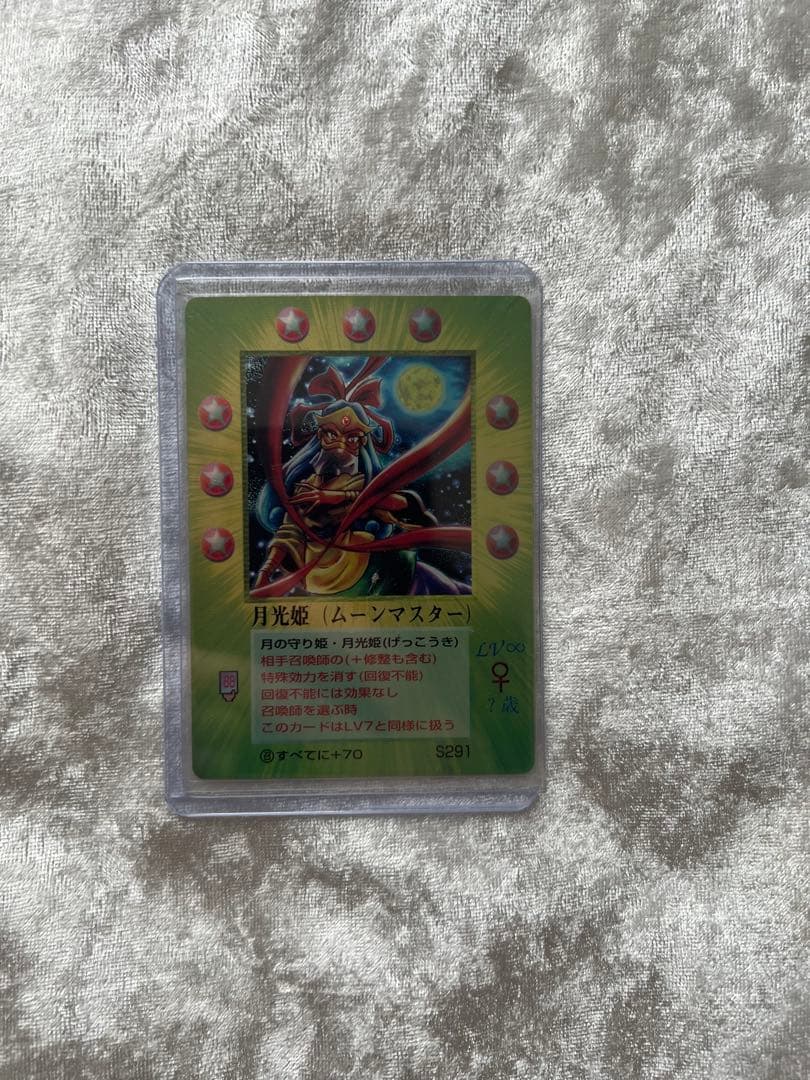 月光姫 (ムーンマスター)
月の守り姫・月光姫(げっこうき)
相手召喚師の(＋修整も含む)
特殊効力を消す(回復不能)
回復不能には効果なし
召喚師を選ぶ時
このカードはLV7と同様に扱う
すべてに+70
S291
LV∞
♀
？歳